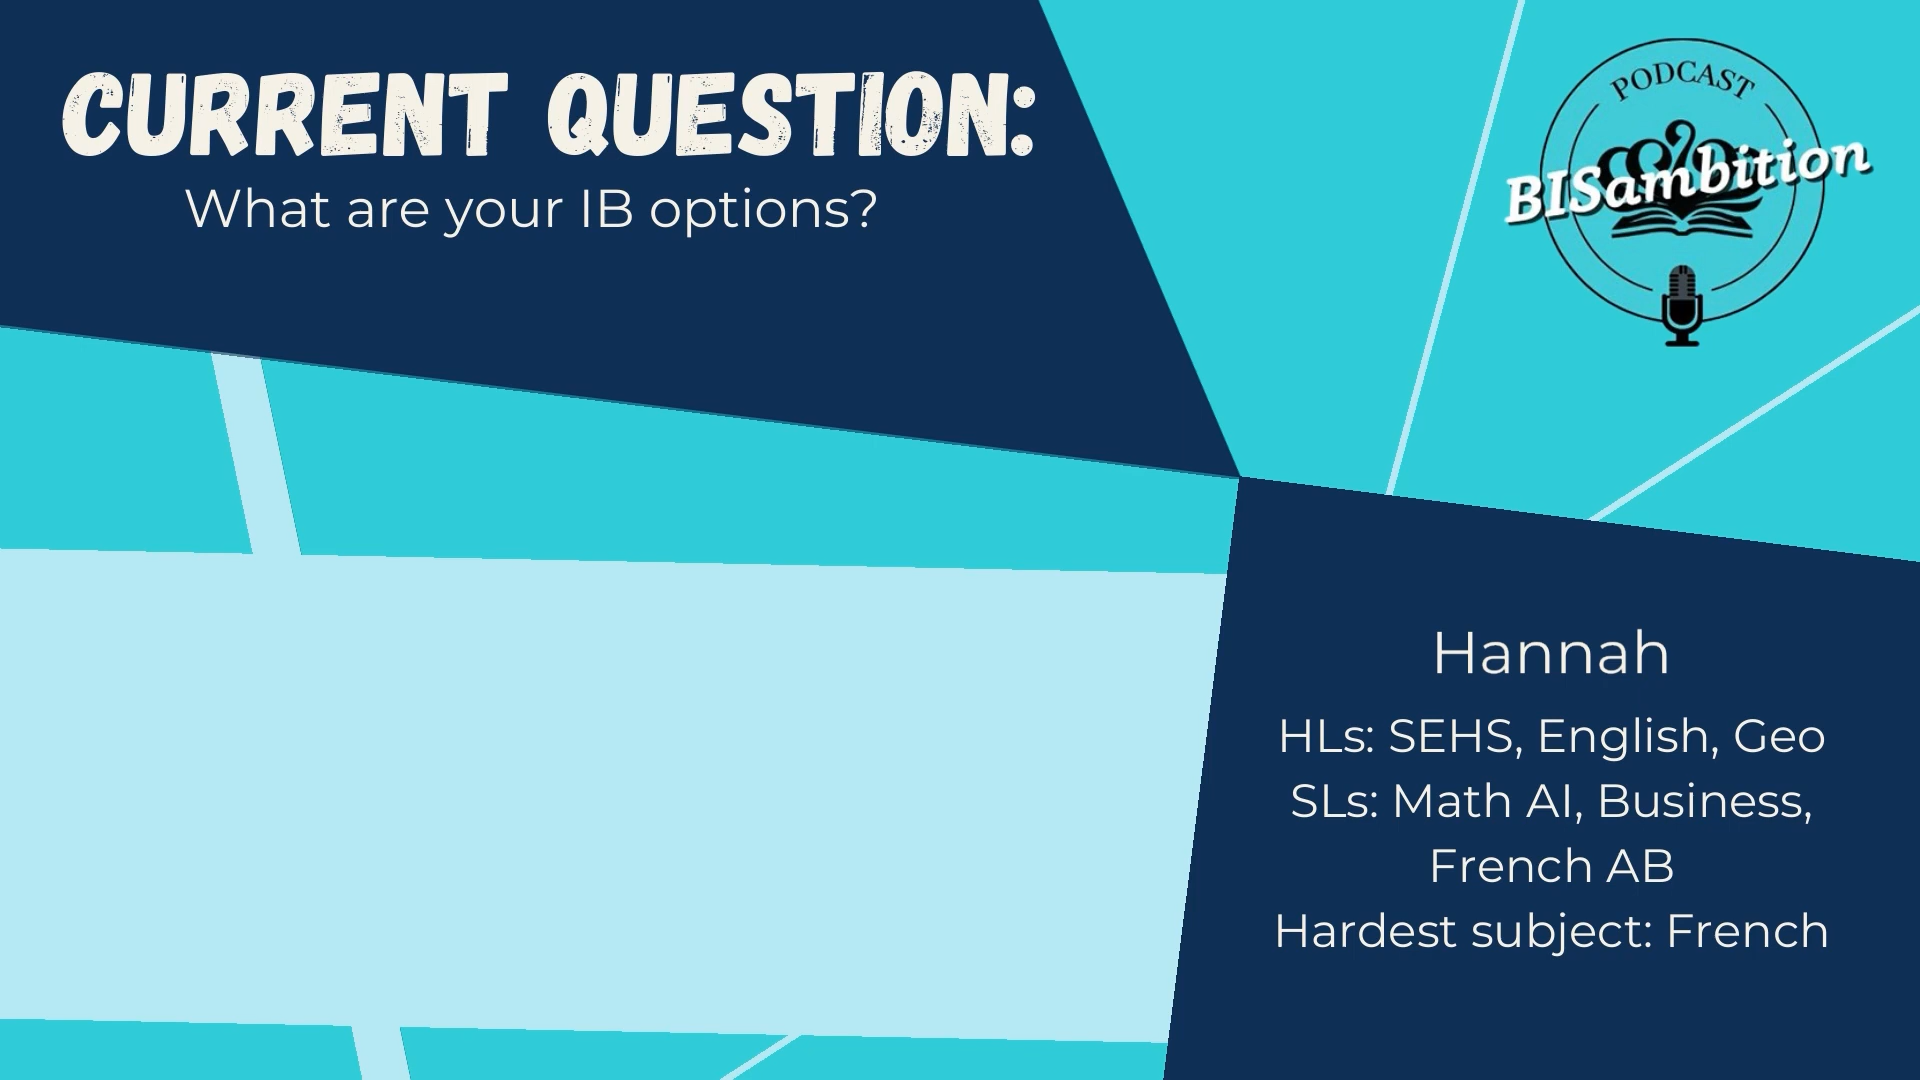 CURRENT QUESTION:
What are your IB options?
PODCAST
BISambition
Hannah
HLs: SEHS, English, Geo
SLs: Math AI, Business,
French AB
Hardest subject: French